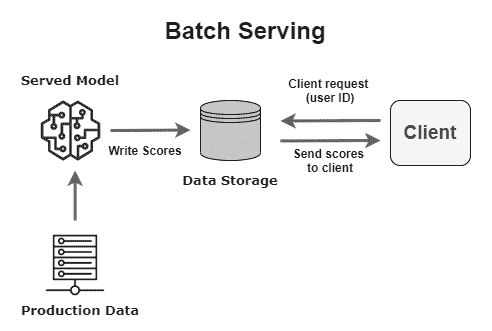 Batch Serving
Served Model
Client request
(user ID)
Client
Write Scores
Send scores
to client
Data Storage
Production Data